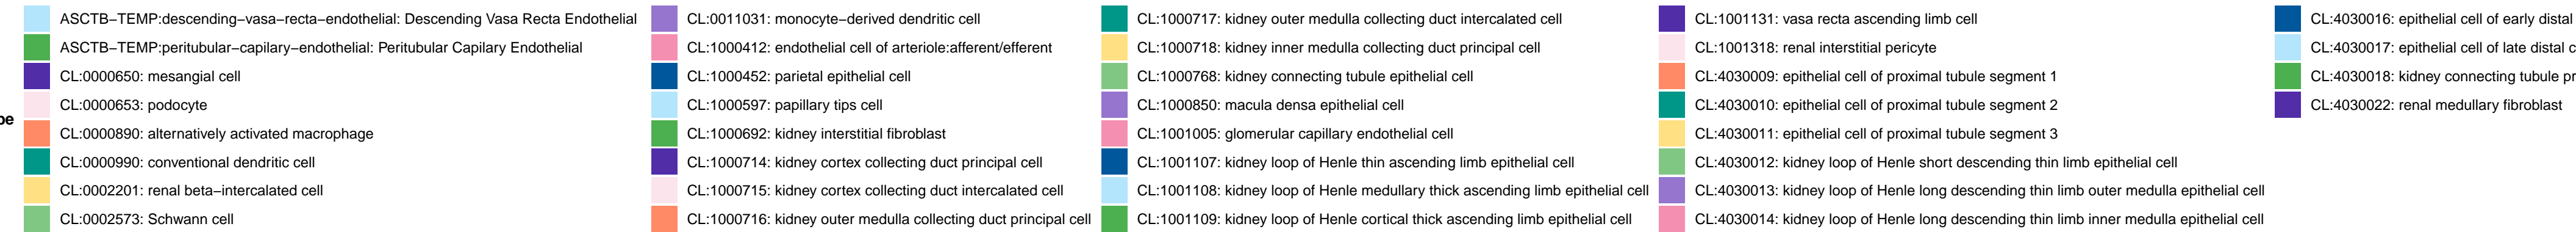 ASCTB−TEMP:descending−vasa−recta−endothelial: Descending Vasa Recta Endothelial
ASCTB−TEMP:peritubular−capilary−endothelial: Peritubular Capilary Endothelial
CL:0000650: mesangial cell
CL:0000653: podocyte
CL:0000890: alternatively activated macrophage
CL:0000990: conventional dendritic cell
CL:0002201: renal beta−intercalated cell
CL:0002573: Schwann cell
CL:0011031: monocyte−derived dendritic cell
CL:1000412: endothelial cell of arteriole:afferent/efferent
CL:1000452: parietal epithelial cell
CL:1000597: papillary tips cell
CL:1000692: kidney interstitial fibroblast
CL:1000714: kidney cortex collecting duct principal cell
CL:1000715: kidney cortex collecting duct intercalated cell
CL:1000716: kidney outer medulla collecting duct principal cell
CL:1000717: kidney outer medulla collecting duct intercalated cell
CL:1000718: kidney inner medulla collecting duct principal cell
CL:1000768: kidney connecting tubule epithelial cell
CL:1000850: macula densa epithelial cell
CL:1001005: glomerular capillary endothelial cell
CL:1001107: kidney loop of Henle thin ascending limb epithelial cell
CL:1001108: kidney loop of Henle medullary thick ascending limb epithelial cell
CL:1001109: kidney loop of Henle cortical thick ascending limb epithelial cell
CL:1001131: vasa recta ascending limb cell
CL:1001318: renal interstitial pericyte
CL:4030009: epithelial cell of proximal tubule segment 1
CL:4030010: epithelial cell of proximal tubule segment 2
CL:4030011: epithelial cell of proximal tubule segment 3
CL:4030012: kidney loop of Henle short descending thin limb epithelial cell
CL:4030013: kidney loop of Henle long descending thin limb outer medulla epithelial cell
CL:4030014: kidney loop of Henle long descending thin limb inner medulla epithelial cell
CL:4030016: epithelial cell of early distal
CL:4030017: epithelial cell of late distal
CL:4030018: kidney connecting tubule
CL:4030022: renal medullary fibroblast